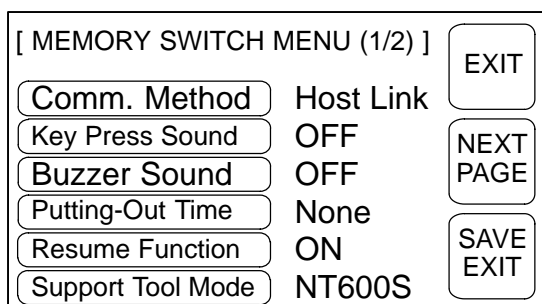 [ MEMORY SWITCH MENU (1/2) ]
EXIT
Comm. Method Host Link
Key Press Sound OFF
Buzzer Sound OFF
NEXT
PAGE
Putting-Out Time None
Resume Function ON
Support Tool Mode NT600S
SAVE
EXIT